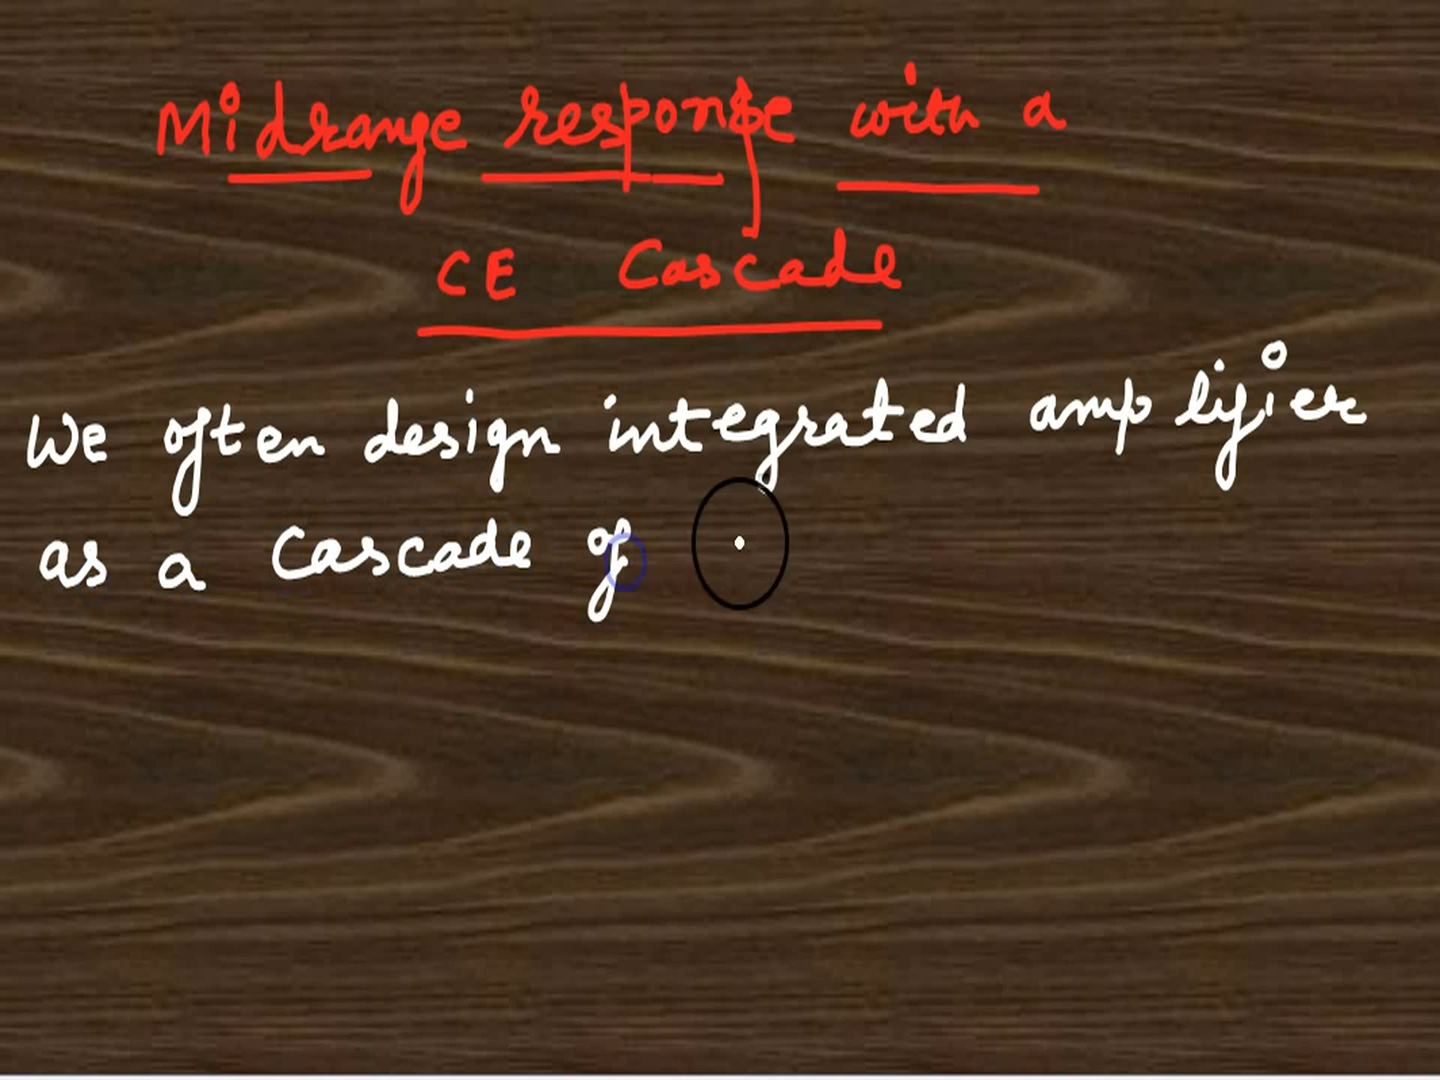 Midrange response with a
CE Cascade
We often design integrated amplifier
as a Cascade of